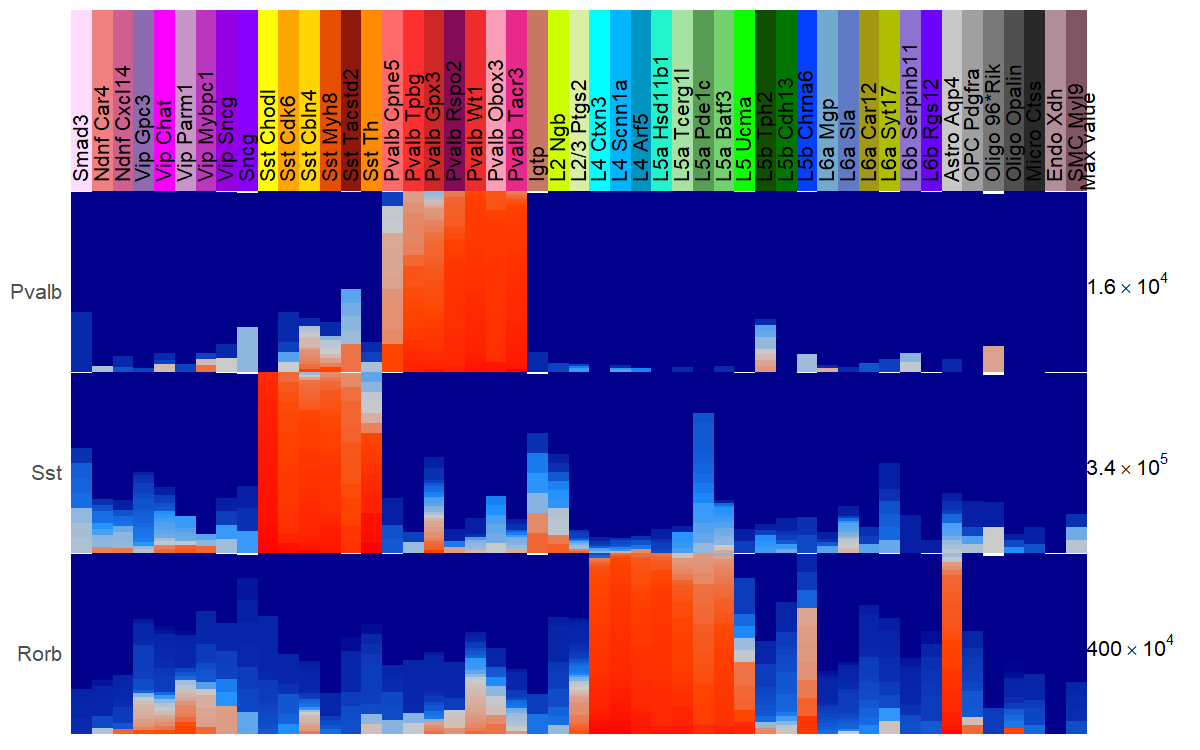 Smad3
Ndnf Car4
Ndnf Cxcl14
Vip Gpc3
Vip Chat
Vip Parm1
Vip Mybpc1
Vip Sncg
Sncg
Sst Chodl
Sst Cdk6
Sst Cbln4
Sst Myh8
Sst Tacstd2
Sst Th
Pvalb Cpne5
Pvalb Tpbg
Pvalb Gpx3
Pvalb Rspo2
Pvalb Wt1
Pvalb Obox3
Pvalb Tacr3
Igtp
L2 Ngb
L2/3 Ptgs2
L4 Ctxn3
L4 Scnn1a
L4 Arf5
L5a Hsd11b1
L5a Tcerg1l
L5a Pde1c
L5a Batf3
L5 Ucma
L5b Tph2
L5b Cdh13
L5b Chrna6
L6a Mgp
L6a Sla
L6a Car12
L6a Syt17
L6b Serpinb11
L6b Rgs12
Astro Aqp4
OPC Pdgfra
Oligo 96*Rik
Oligo Opalin
Micro Ctss
Endo Xdh
SMC Myl9
Max value
Pvalb
1.6 × 10⁴
Sst
3.4 × 10⁵
Rorb
400 × 10⁴